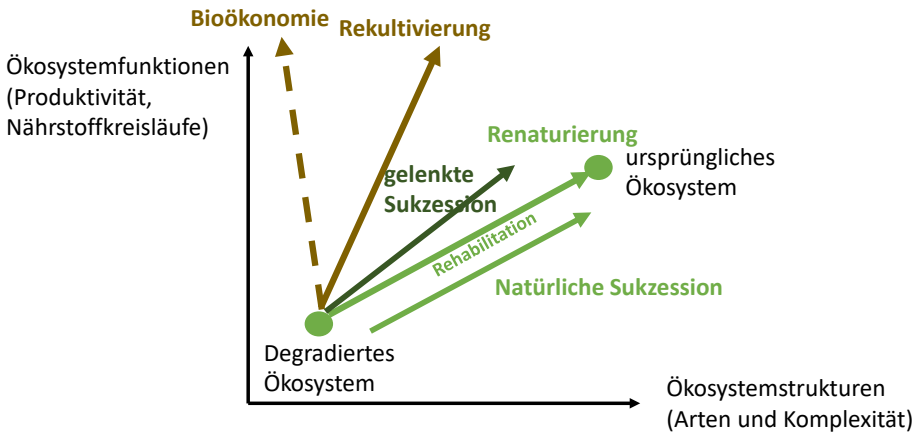 Bioökonomie
Rekultivierung
Ökosystemfunktionen
(Produktivität,
Nährstoffkreisläufe)
Renaturierung
ursprüngliches
Ökosystem
gelenkte
Sukzession
Rehabilitation
Natürliche Sukzession
Degradiertes
Ökosystem
Ökosystemstrukturen
(Arten und Komplexität)